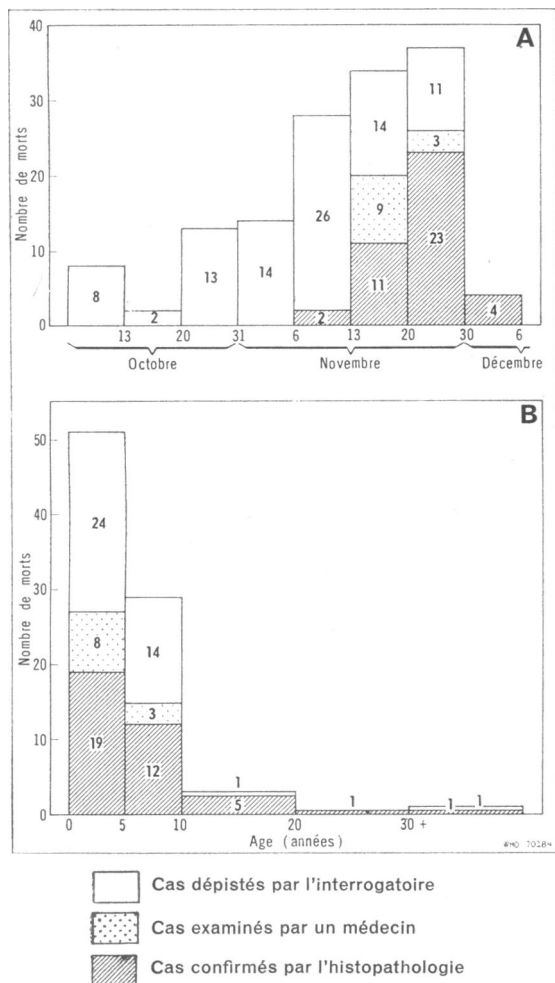 A
40
30
20
10
0
Nombre de morts
8
2
13
14
26
2
14
9
11
11
3
23
4
13 20 31 6 13 20 30 6
Octobre Novembre Décembre
B
50
40
30
20
10
0
Nombre de morts
24
8
19
14
3
12
1
5
1
1 1
0 5 10 20 30 +
Age (années)
WHO 70184
Cas dépistés par l'interrogatoire
Cas examinés par un médecin
Cas confirmés par l'histopathologie